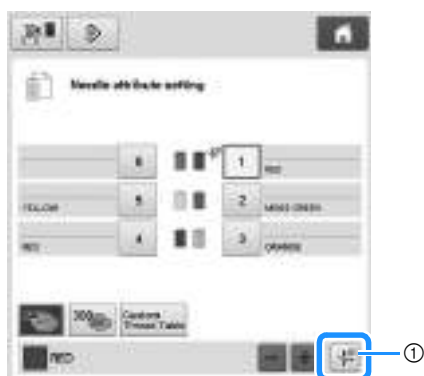 Needle attribute setting
6 1 RED
YELLOW 5 2 MOSS GREEN
RED 4 3 ORANGE
300 Custom
Thread Table
RED - +
①